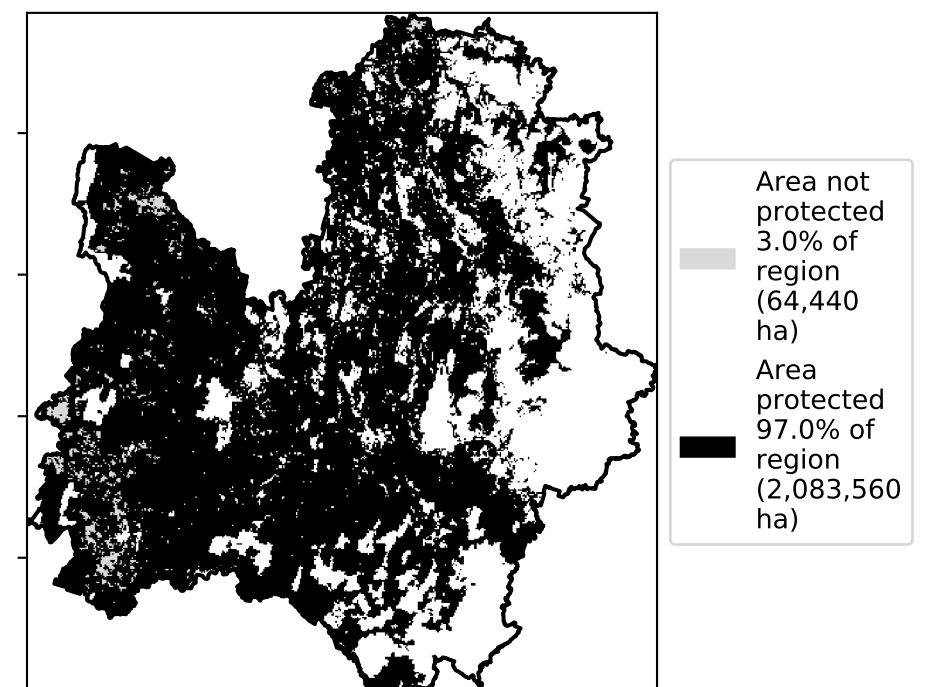 Area not
protected
3.0% of
region
(64,440
ha)
Area
protected
97.0% of
region
(2,083,560
ha)